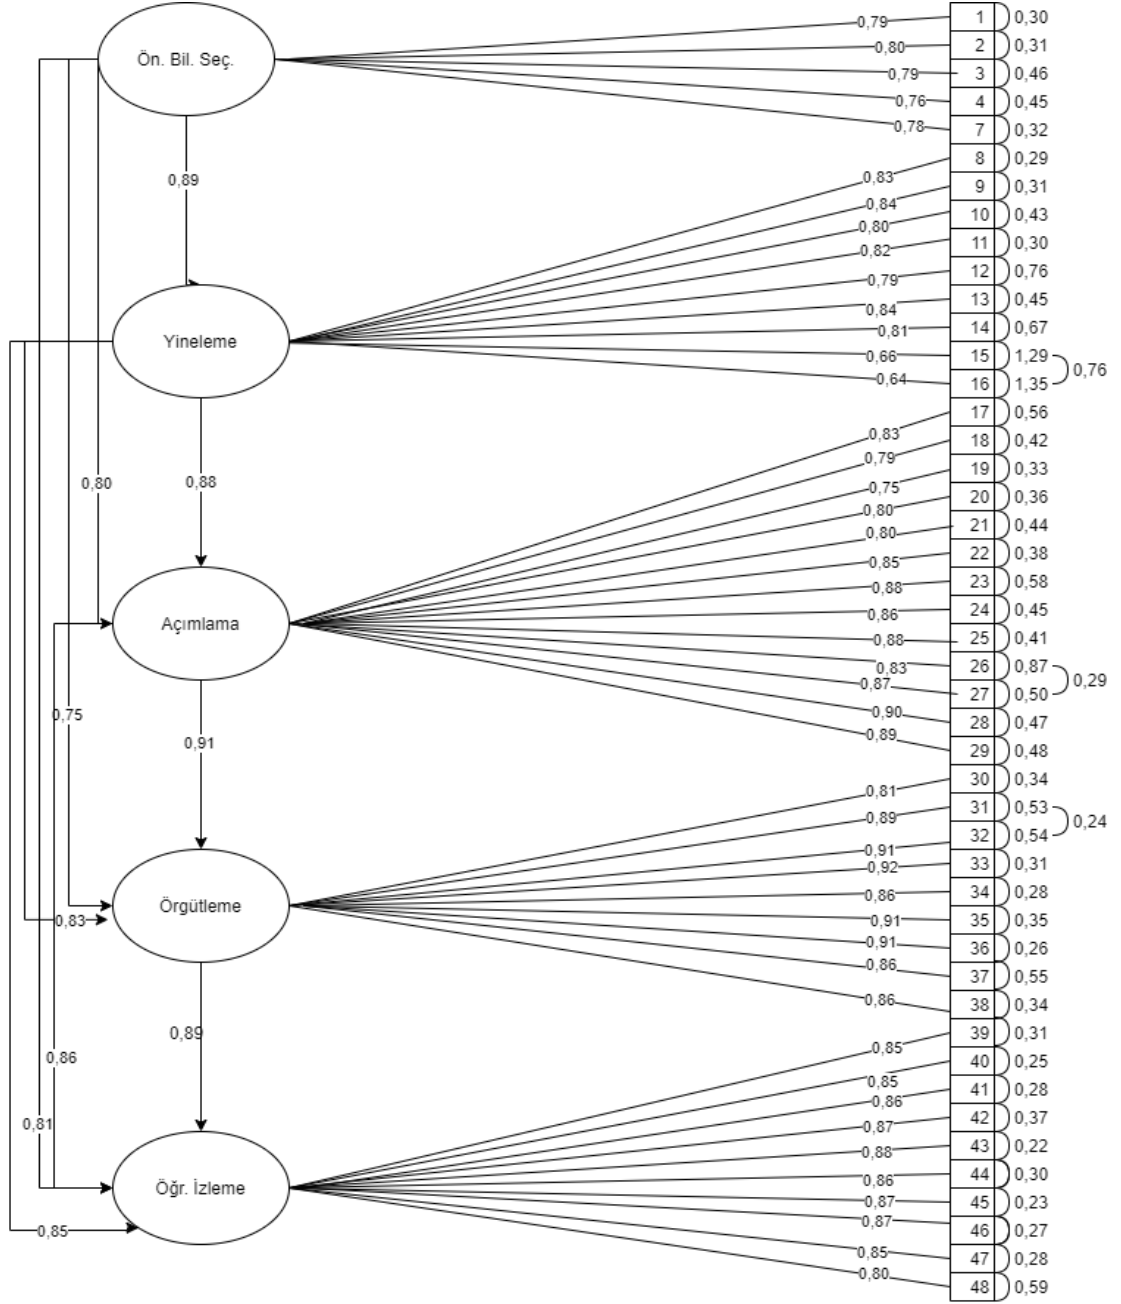 Ön. Bil. Seç.
0,79 1 0,30
0,80 2 0,31
0,79 3 0,46
0,76 4 0,45
0,78 7 0,32
0,89
0,83 8 0,29
0,84 9 0,31
0,80 10 0,43
0,82 11 0,30
0,79 12 0,76
0,84 13 0,45
0,81 14 0,67
0,66 15 1,29
0,64 16 1,35
0,76
Yineleme
0,83 17 0,56
0,79 18 0,42
0,75 19 0,33
0,80 20 0,36
0,80 21 0,44
0,85 22 0,38
0,88 23 0,58
0,86 24 0,45
0,88 25 0,41
0,83 26 0,87
0,87 27 0,50
0,29
0,90 28 0,47
0,89 29 0,48
0,80 0,88
Açımlama
0,75
0,91
0,81 30 0,34
0,89 31 0,53
0,91 32 0,54
0,24
0,92 33 0,31
0,86 34 0,28
0,91 35 0,35
0,91 36 0,26
0,86 37 0,55
0,86 38 0,34
Örgütleme
0,83
0,89
0,86
0,81
0,85 39 0,31
0,85 40 0,25
0,86 41 0,28
0,87 42 0,37
0,88 43 0,22
0,86 44 0,30
0,87 45 0,23
0,87 46 0,27
0,85 47 0,28
0,80 48 0,59
Öğr. İzleme
0,85